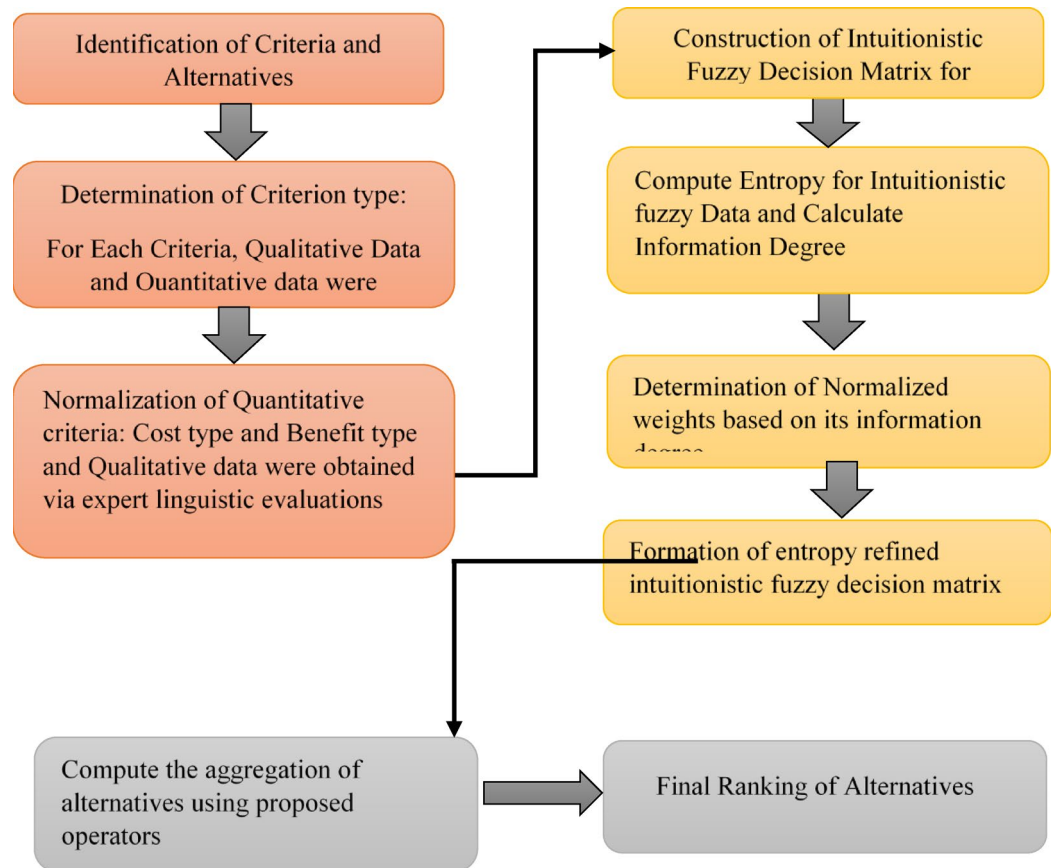 Identification of Criteria and
Alternatives
Determination of Criterion type:
For Each Criteria, Qualitative Data
and Quantitative data were
Normalization of Quantitative
criteria: Cost type and Benefit type
and Qualitative data were obtained
via expert linguistic evaluations
Construction of Intuitionistic
Fuzzy Decision Matrix for
Compute Entropy for Intuitionistic
fuzzy Data and Calculate
Information Degree
Determination of Normalized
weights based on its information
degree
Formation of entropy refined
intuitionistic fuzzy decision matrix
Compute the aggregation of
alternatives using proposed
operators
Final Ranking of Alternatives